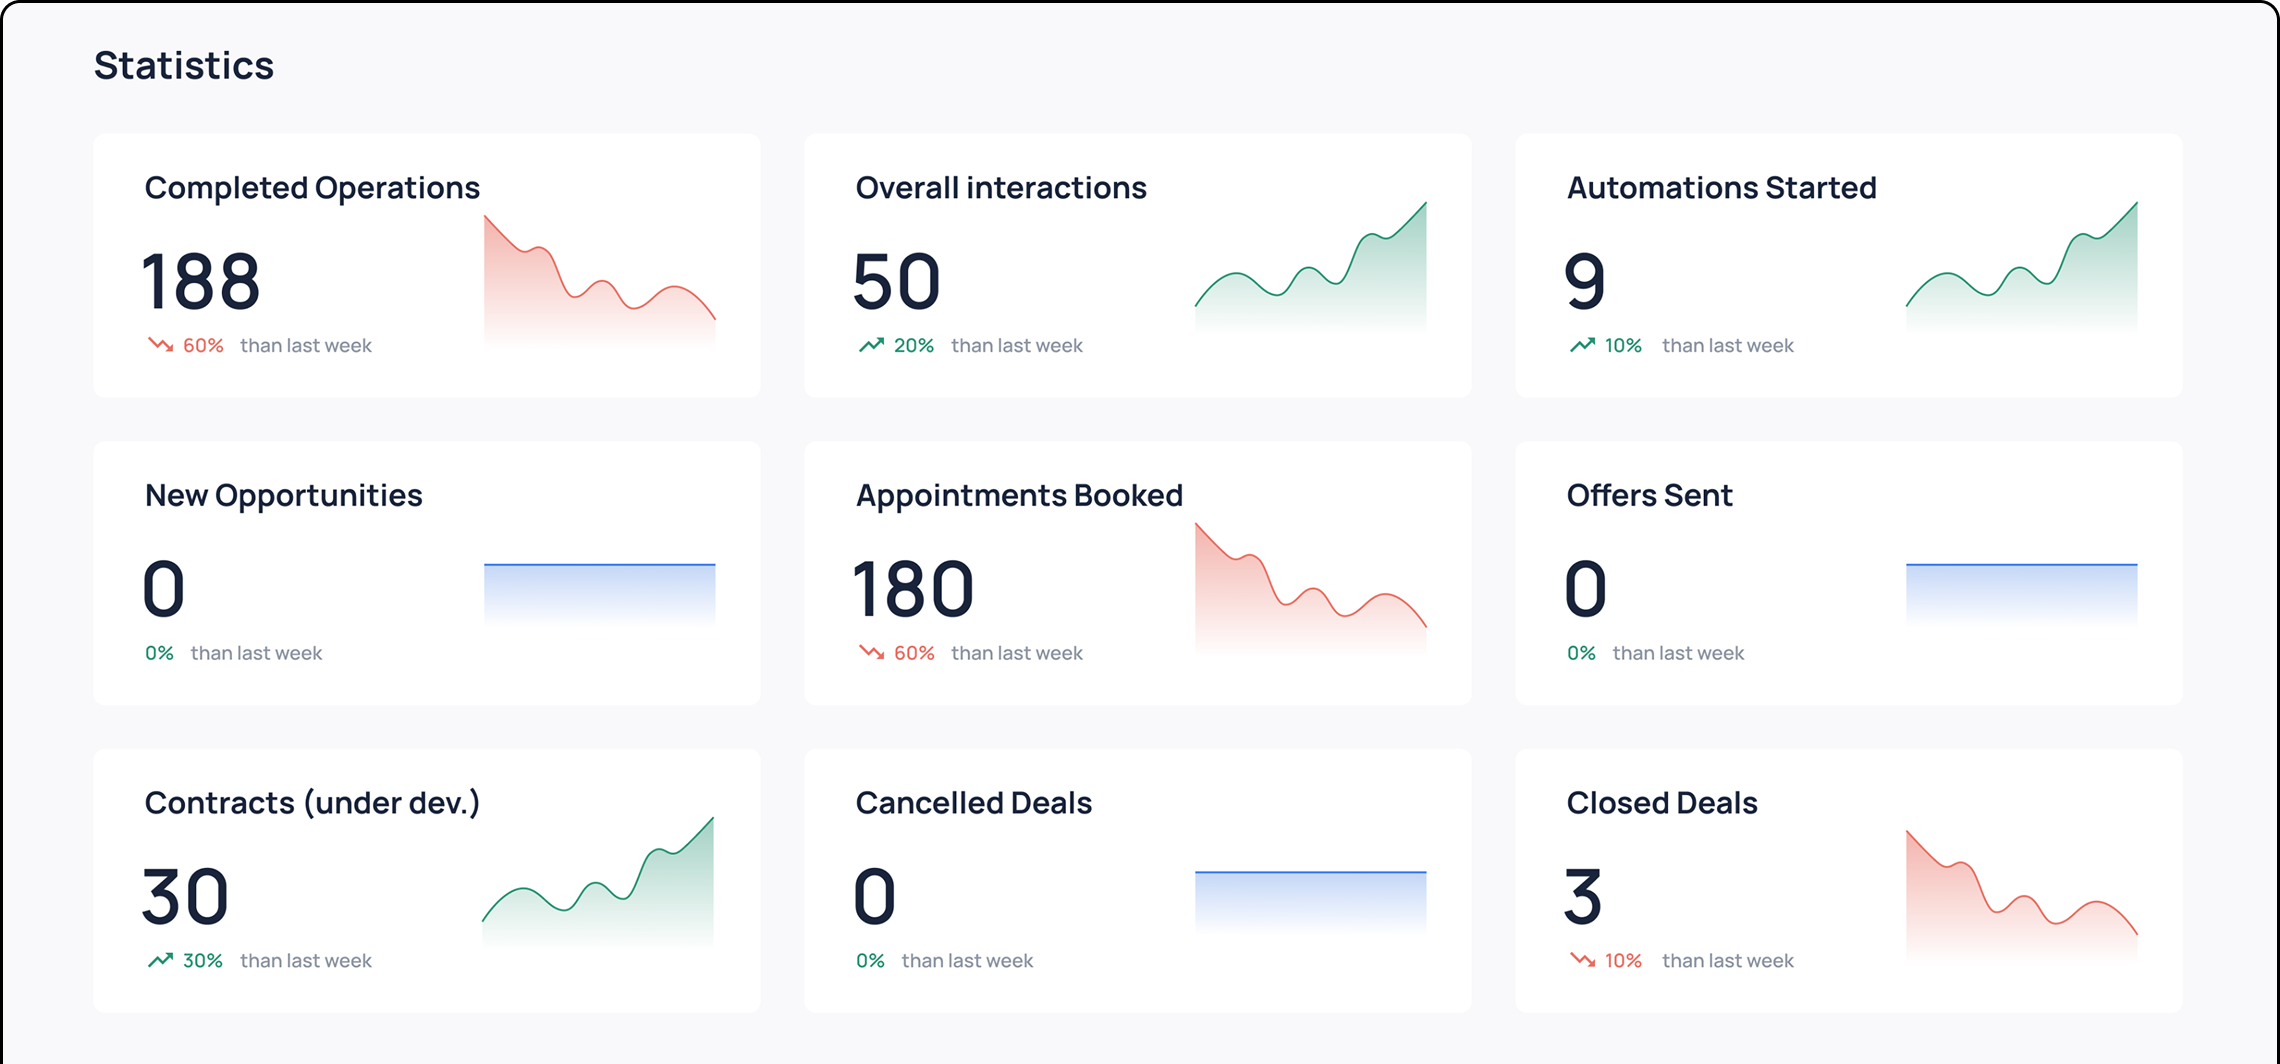 Statistics
Completed Operations
188
60% than last week
Overall interactions
50
20% than last week
Automations Started
9
10% than last week
New Opportunities
0
0% than last week
Appointments Booked
180
60% than last week
Offers Sent
0
0% than last week
Contracts (under dev.)
30
30% than last week
Cancelled Deals
0
0% than last week
Closed Deals
3
10% than last week